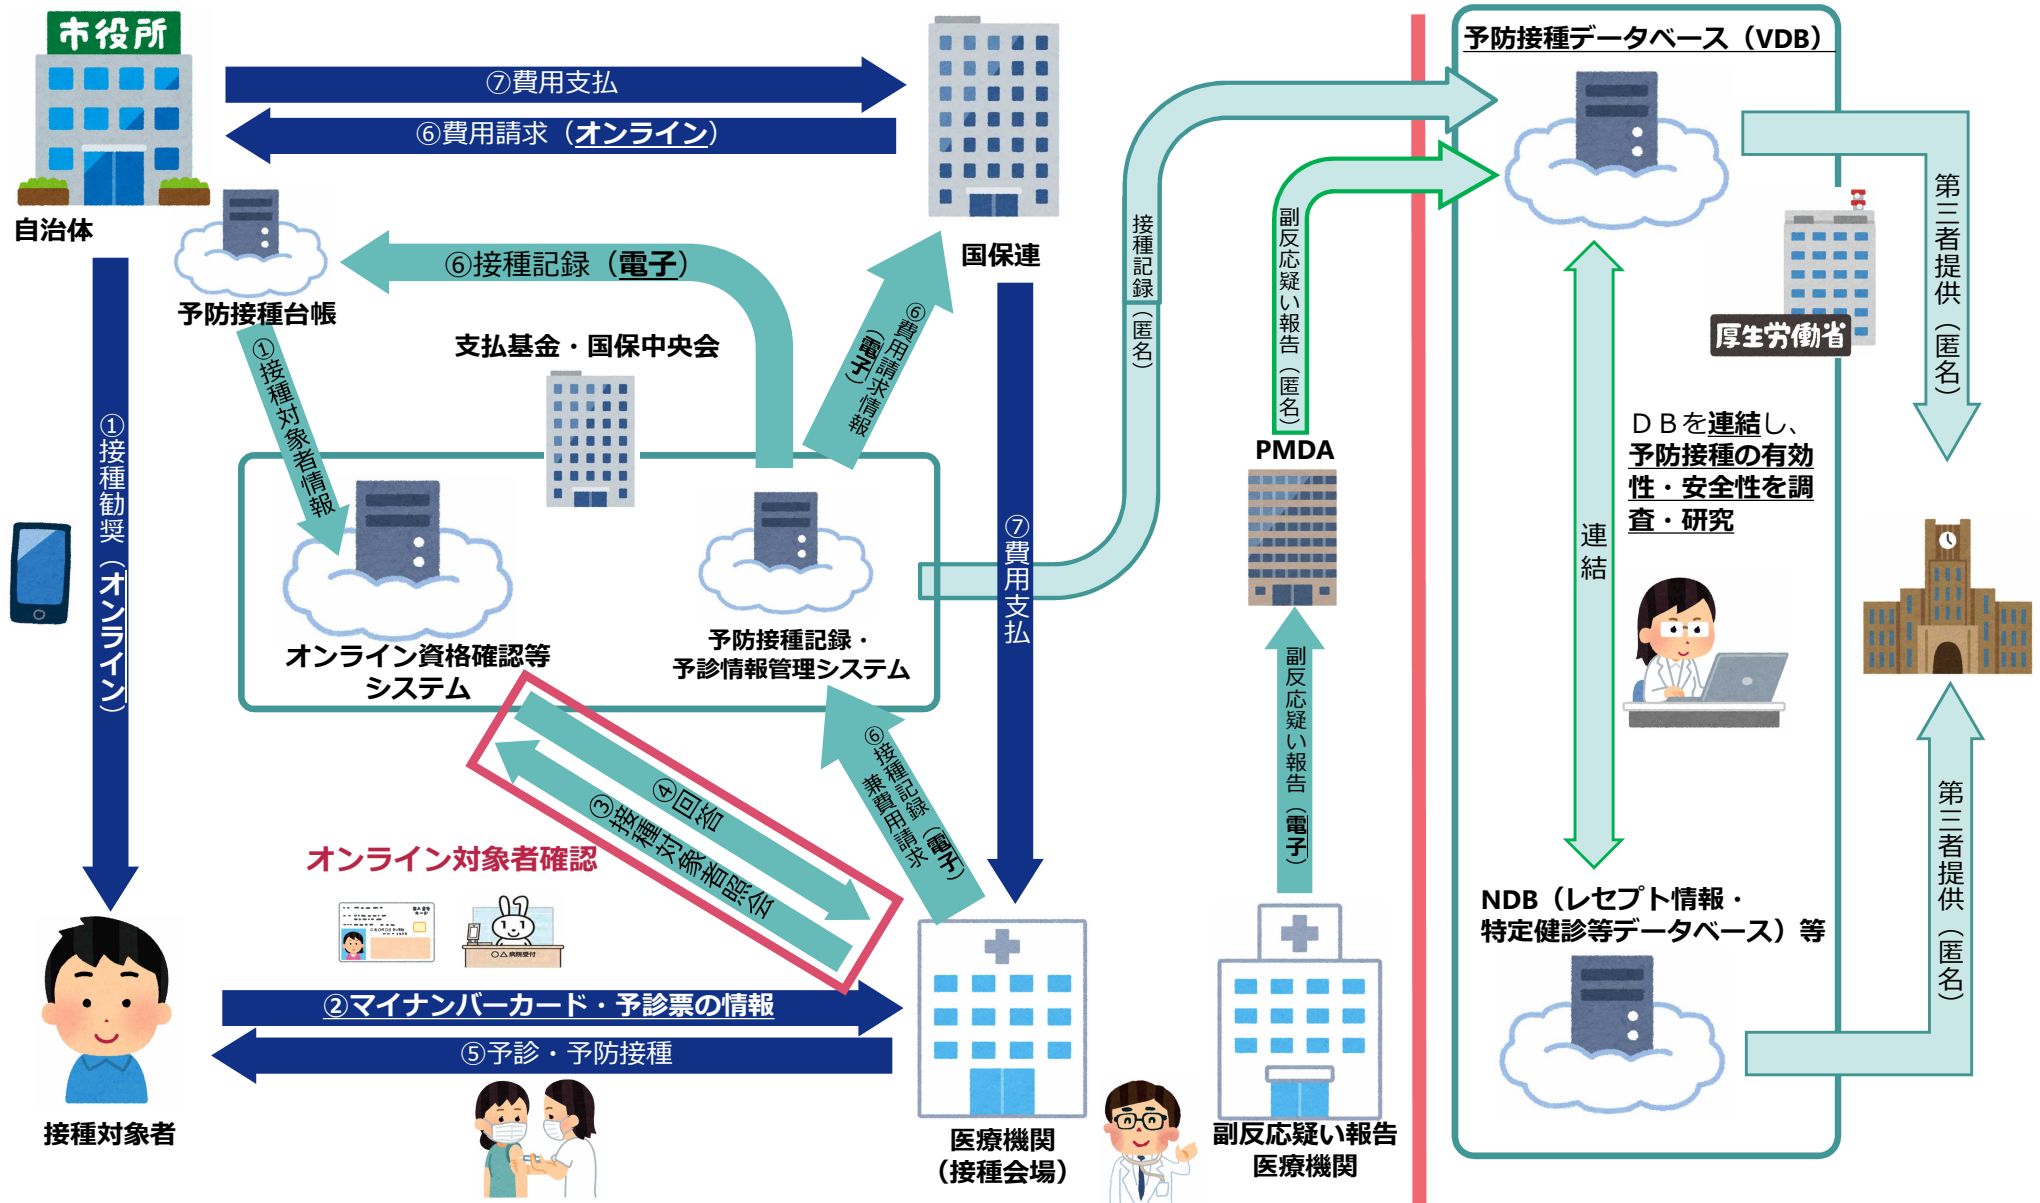 市役所
自治体
⑦費用支払
⑥費用請求（オンライン）
国保連
予防接種台帳
⑥接種記録（電子）
①接種対象者情報
支払基金・国保中央会
⑥費用請求情報
（電子）
①接種勧奨（オンライン）
オンライン資格確認等
システム
予防接種記録・
予診情報管理システム
⑦費用支払
④回答
③接種対象者照会
オンライン対象者確認
〇△病院受付
⑥接種記録（電子）
兼費用請求
②マイナンバーカード・予診票の情報
⑤予診・予防接種
接種対象者
医療機関
（接種会場）
接種記録（匿名）
副反応疑い報告（匿名）
PMDA
副反応疑い報告（電子）
副反応疑い報告
医療機関
予防接種データベース（VDB）
厚生労働省
第三者提供（匿名）
連結
ＤＢを連結し、
予防接種の有効
性・安全性を調
査・研究
NDB（レセプト情報・
特定健診等データベース）等
第三者提供（匿名）